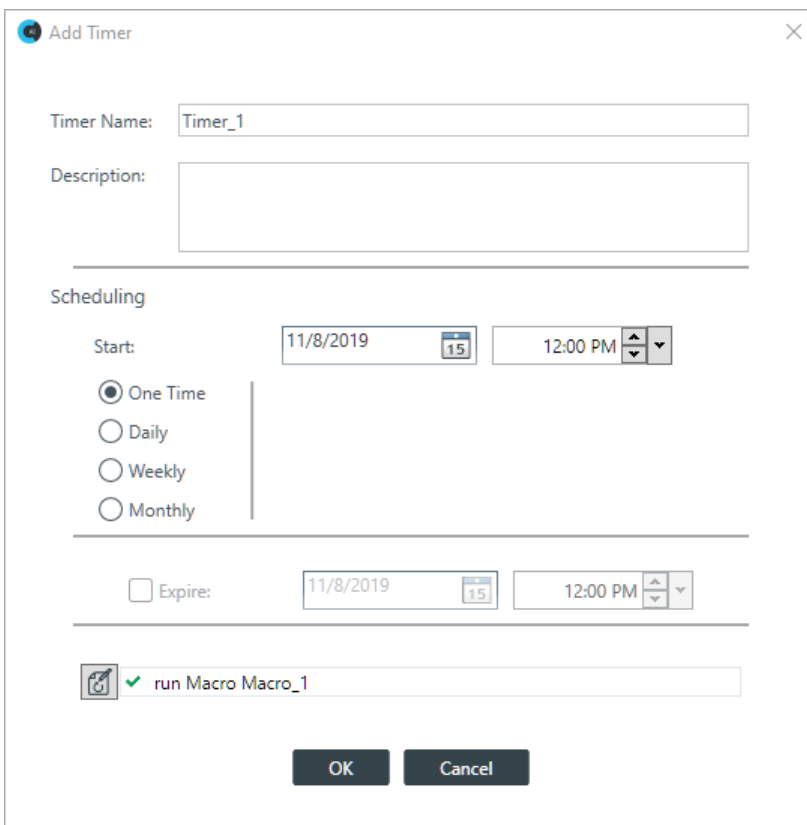 Add Timer
Timer Name: Timer_1
Description:
Scheduling
Start: 11/8/2019 15 12:00 PM
One Time
Daily
Weekly
Monthly
Expire: 11/8/2019 15 12:00 PM
run Macro Macro_1
OK Cancel